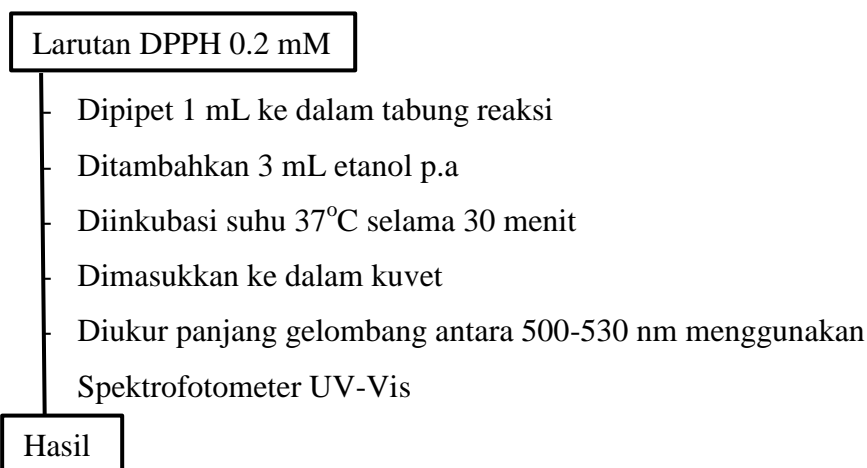 Larutan DPPH 0.2 mM
- Dipipet 1 mL ke dalam tabung reaksi
- Ditambahkan 3 mL etanol p.a
- Diinkubasi suhu 37°C selama 30 menit
- Dimasukkan ke dalam kuvet
- Diukur panjang gelombang antara 500-530 nm menggunakan
Spektrofotometer UV-Vis
Hasil